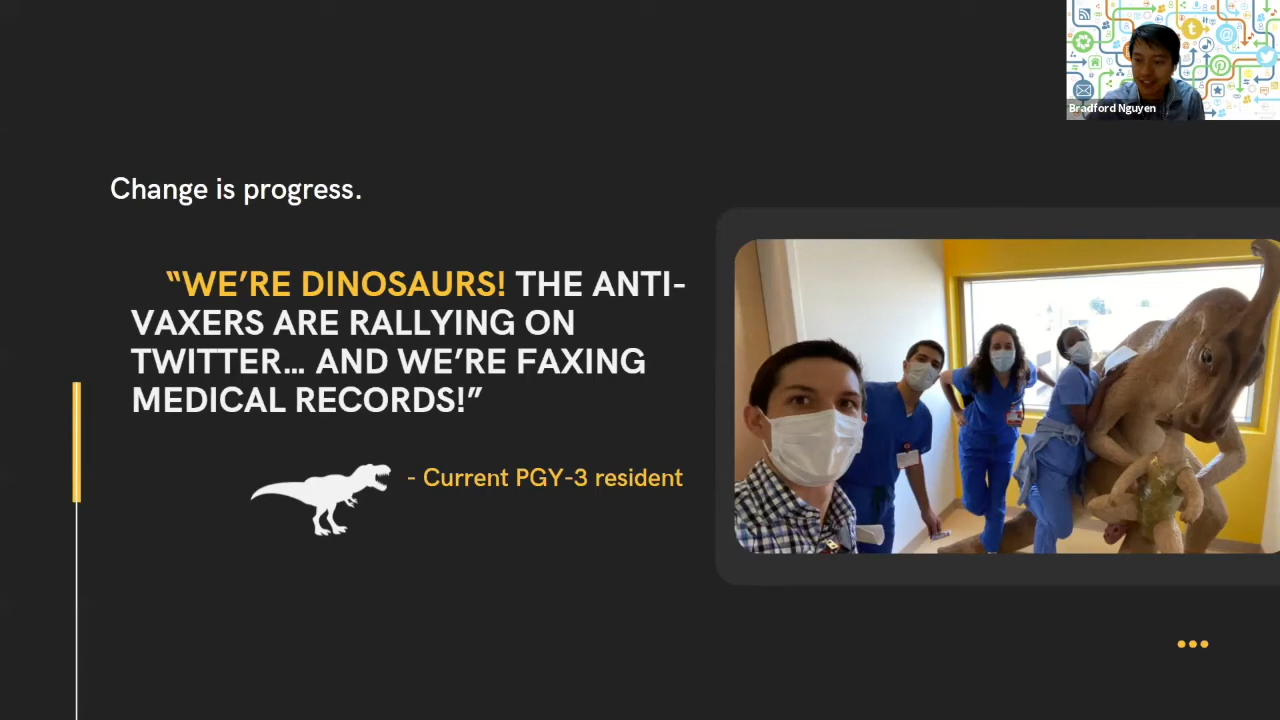 Bradford Nguyen
Change is progress.
“WE’RE DINOSAURS! THE ANTI-
VAXERS ARE RALLYING ON
TWITTER... AND WE’RE FAXING
MEDICAL RECORDS!”
- Current PGY-3 resident